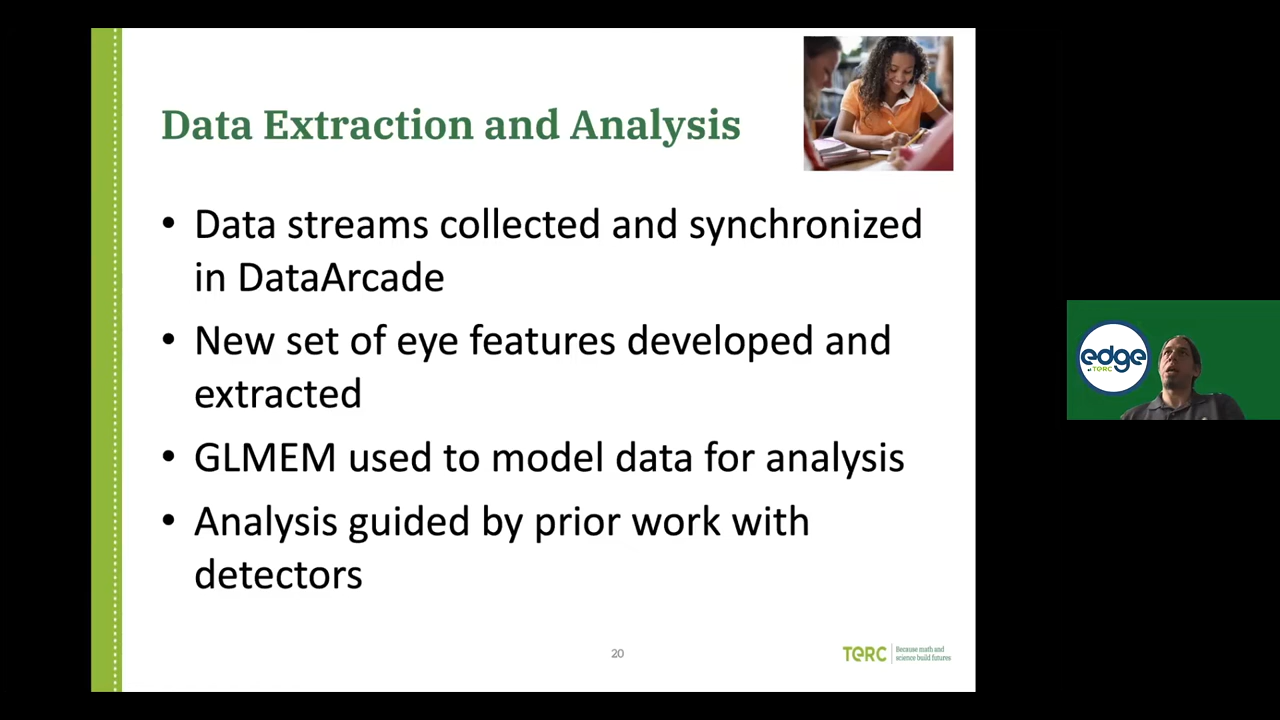 Data Extraction and Analysis
• Data streams collected and synchronized
in DataArcade
• New set of eye features developed and
extracted
• GLMEM used to model data for analysis
• Analysis guided by prior work with
detectors
20
TERC
Because math and
science build futures
edge
at TERC